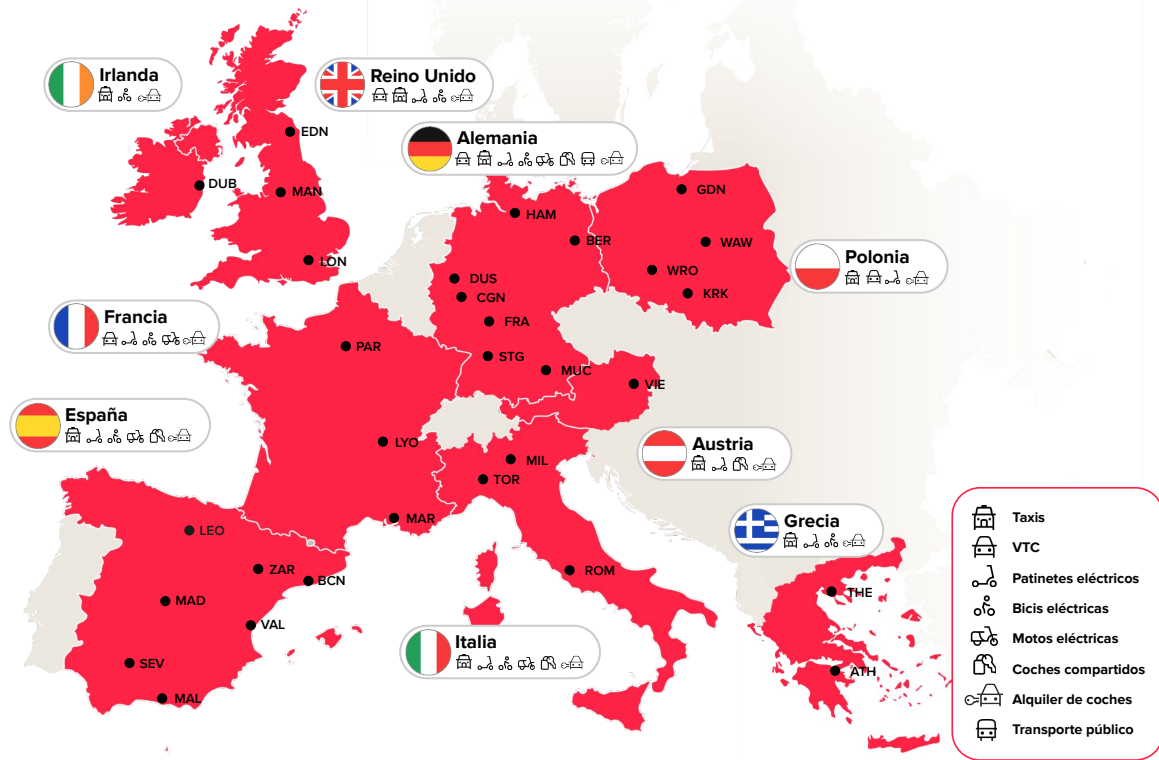 Irlanda
Reino Unido
EDN
Alemania
DUB
MAN
GDN
HAM
BER
WAW
LON
Polonia
DUS
WRO
CGN
KRK
Francia
FRA
PAR
STG
MUC
VIE
España
LYO
Austria
MIL
TOR
MAR
Grecia
LEO
Taxis
VTC
ZAR
ROM
BCN
Patinetes eléctricos
THE
MAD
Bicis eléctricas
VAL
Italia
Motos eléctricas
SEV
ATH
Coches compartidos
MAL
Alquiler de coches
Transporte público